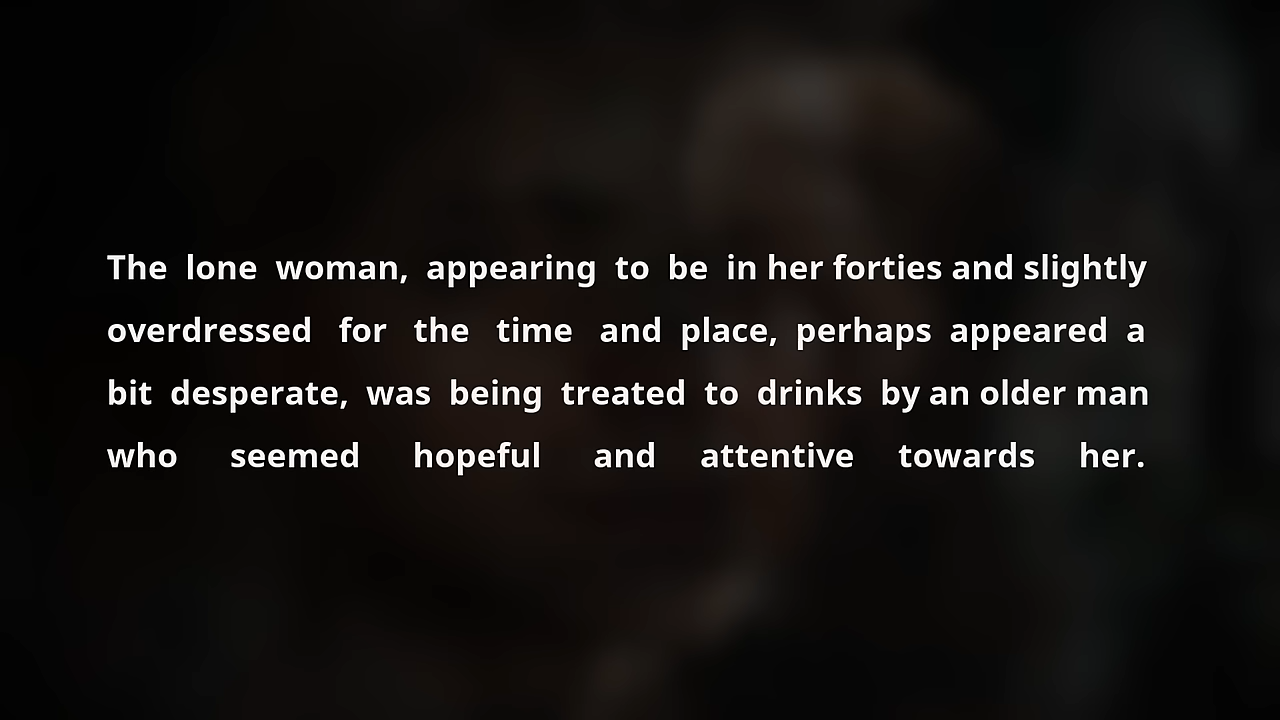 The lone woman, appearing to be in her forties and slightly
overdressed for the time and place, perhaps appeared a
bit desperate, was being treated to drinks by an older man
who seemed hopeful and attentive towards her.